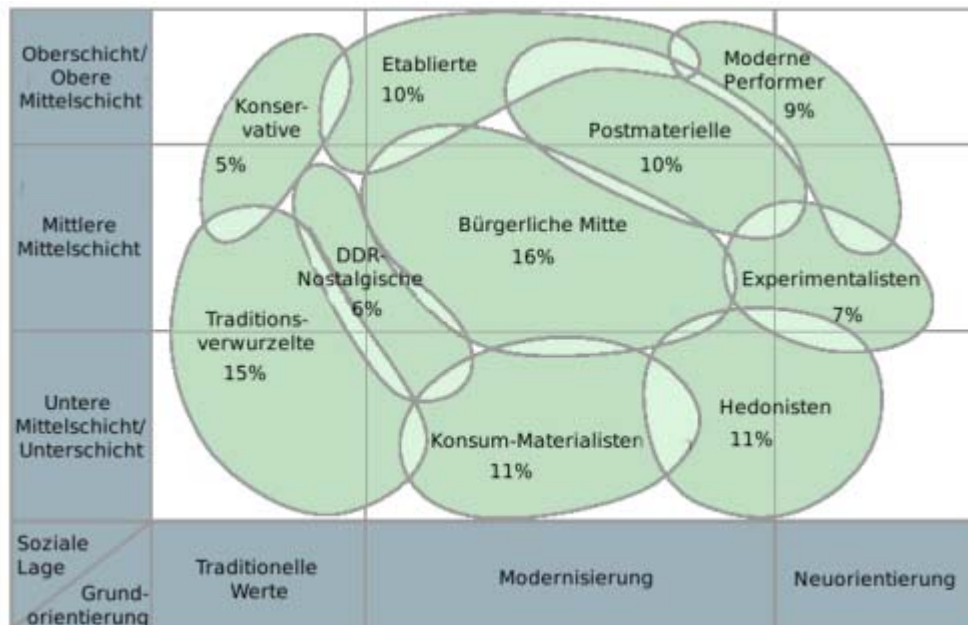 Oberschicht/
Obere
Mittelschicht
Etablierte
10%
Moderne
Performer
9%
Konser-
vative
5%
Postmaterielle
10%
Mittlere
Mittelschicht
Bürgerliche Mitte
16%
DDR-
Nostalgische
6%
Experimentalisten
7%
Traditions-
verwurzelte
15%
Untere
Mittelschicht/
Unterschicht
Hedonisten
11%
Konsum-Materialisten
11%
Soziale
Lage
Grund-
orientierung
Traditionelle
Werte
Modernisierung
Neuorientierung